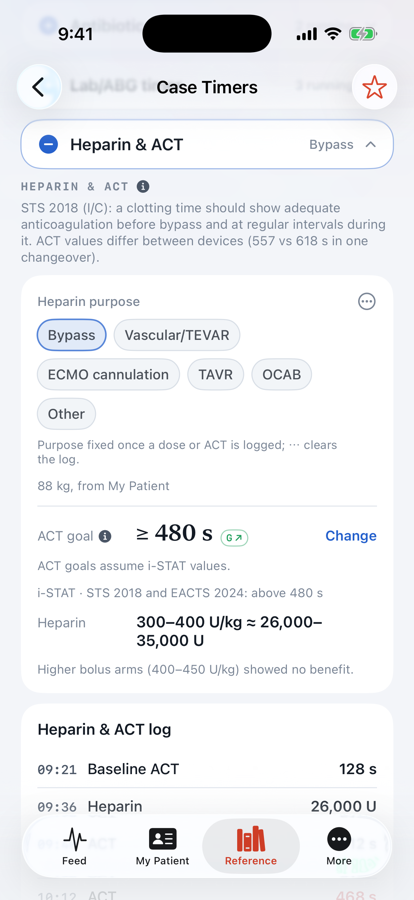 9:41
Case Timers
Heparin & ACT
Bypass
HEPARIN & ACT
STS 2018 (I/C): a clotting time should show adequate
anticoagulation before bypass and at regular intervals during
it. ACT values differ between devices (557 vs 618 s in one
changeover).
Heparin purpose
Bypass
Vascular/TEVAR
ECMO cannulation
TAVR
OCAB
Other
Purpose fixed once a dose or ACT is logged; ··· clears
the log.
88 kg, from My Patient
ACT goal ≥ 480 s G↗ Change
ACT goals assume i-STAT values.
i-STAT · STS 2018 and EACTS 2024: above 480 s
Heparin 300–400 U/kg ≈ 26,000–
35,000 U
Higher bolus arms (400–450 U/kg) showed no benefit.
Heparin & ACT log
09:21 Baseline ACT 128 s
09:36 Heparin 26,000 U
Feed
My Patient
Reference
More
10:12 ACT 468 s